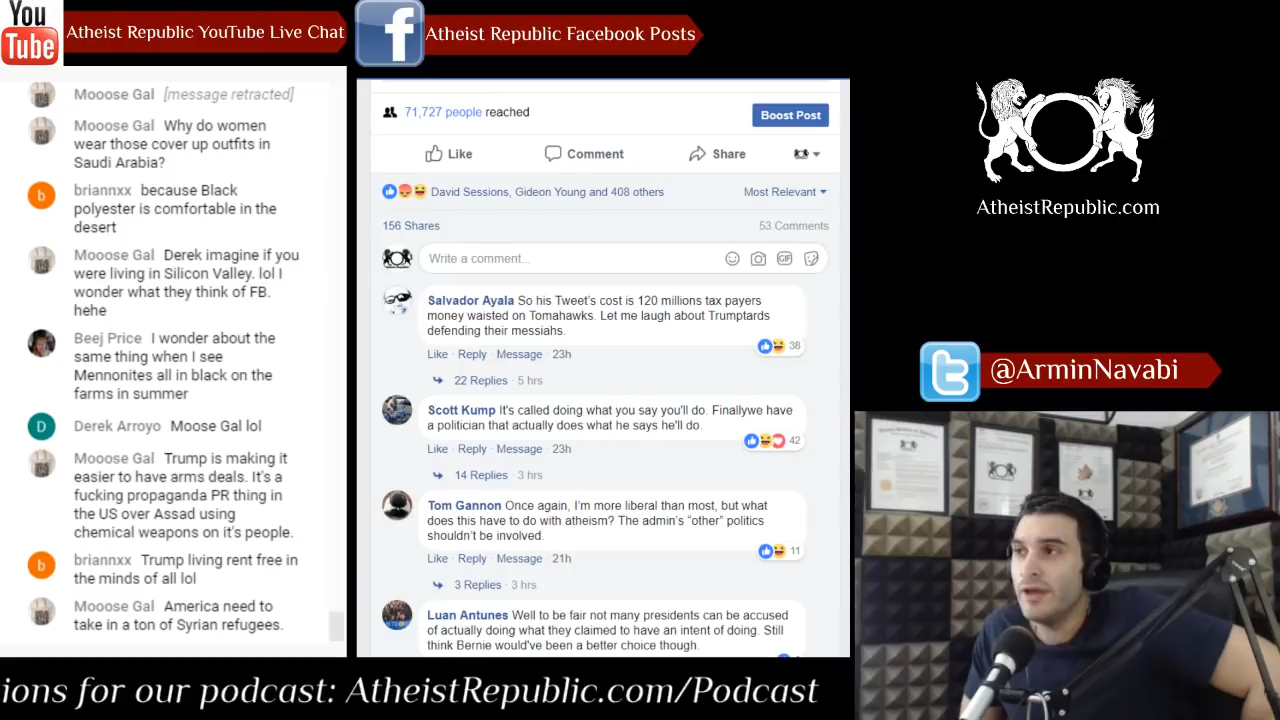 You
Tube
Atheist Republic YouTube Live Chat
Atheist Republic Facebook Posts
Mooose Gal [message retracted]
Mooose Gal Why do women
wear those cover up outfits in
Saudi Arabia?
b
briannxx because Black
polyester is comfortable in the
desert
Mooose Gal Derek imagine if you
were living in Silicon Valley. lol I
wonder what they think of FB.
hehe
Beej Price I wonder about the
same thing when I see
Mennonites all in black on the
farms in summer
D
Derek Arroyo Moose Gal lol
Mooose Gal Trump is making it
easier to have arms deals. It's a
fucking propaganda PR thing in
the US over Assad using
chemical weapons on it's people.
b
briannxx Trump living rent free in
the minds of all lol
Mooose Gal America need to
take in a ton of Syrian refugees.
71,727 people reached
Boost Post
Like Comment Share
David Sessions, Gideon Young and 408 others
Most Relevant
156 Shares
53 Comments
Write a comment...
GIF
Salvador Ayala So his Tweet's cost is 120 millions tax payers
money waisted on Tomahawks. Let me laugh about Trumptards
defending their messiahs.
38
Like · Reply · Message · 23h
22 Replies · 5 hrs
Scott Kump It's called doing what you say you'll do. Finallywe have
a politician that actually does what he says he'll do.
42
Like · Reply · Message · 23h
14 Replies · 3 hrs
Tom Gannon Once again, I'm more liberal than most, but what
does this have to do with atheism? The admin's “other” politics
shouldn't be involved.
11
Like · Reply · Message · 21h
3 Replies · 3 hrs
Luan Antunes Well to be fair not many presidents can be accused
of actually doing what they claimed to have an intent of doing. Still
think Bernie would've been a better choice though.
AtheistRepublic.com
@ArminNavabi
ions for our podcast: AtheistRepublic.com/Podcast